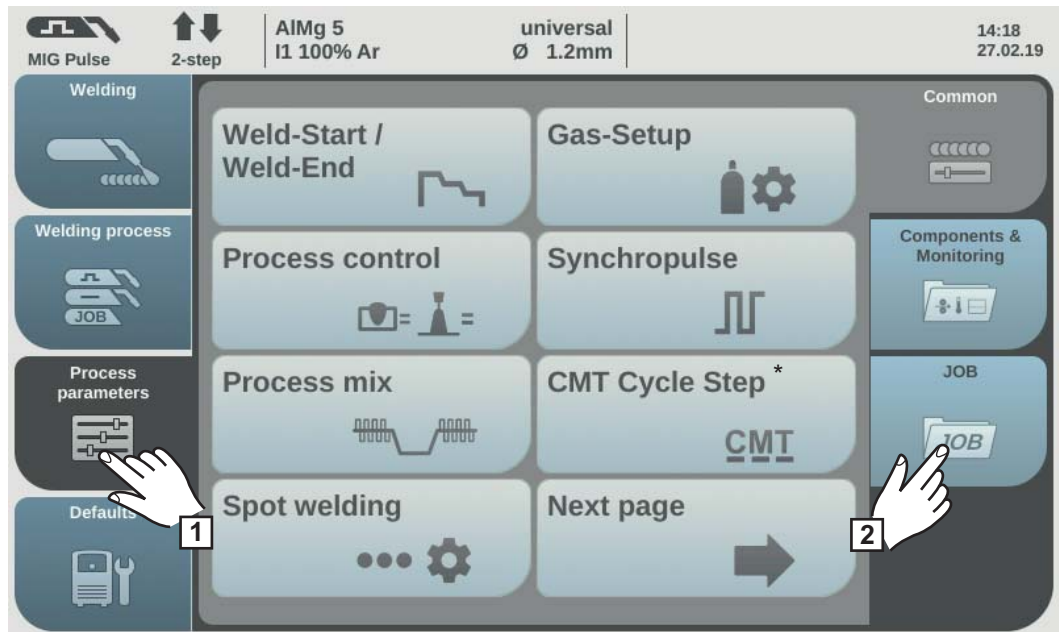 MIG Pulse
2-step
AlMg 5
I1 100% Ar
universal
Ø 1.2mm
14:18
27.02.19
Welding
Welding process
JOB
Process
parameters
Defaults
1
Weld-Start /
Weld-End
Gas-Setup
Process control
=
=
Synchropulse
Process mix
CMT Cycle Step *
CMT
Spot welding
Next page
Common
Components &
Monitoring
JOB
JOB
2